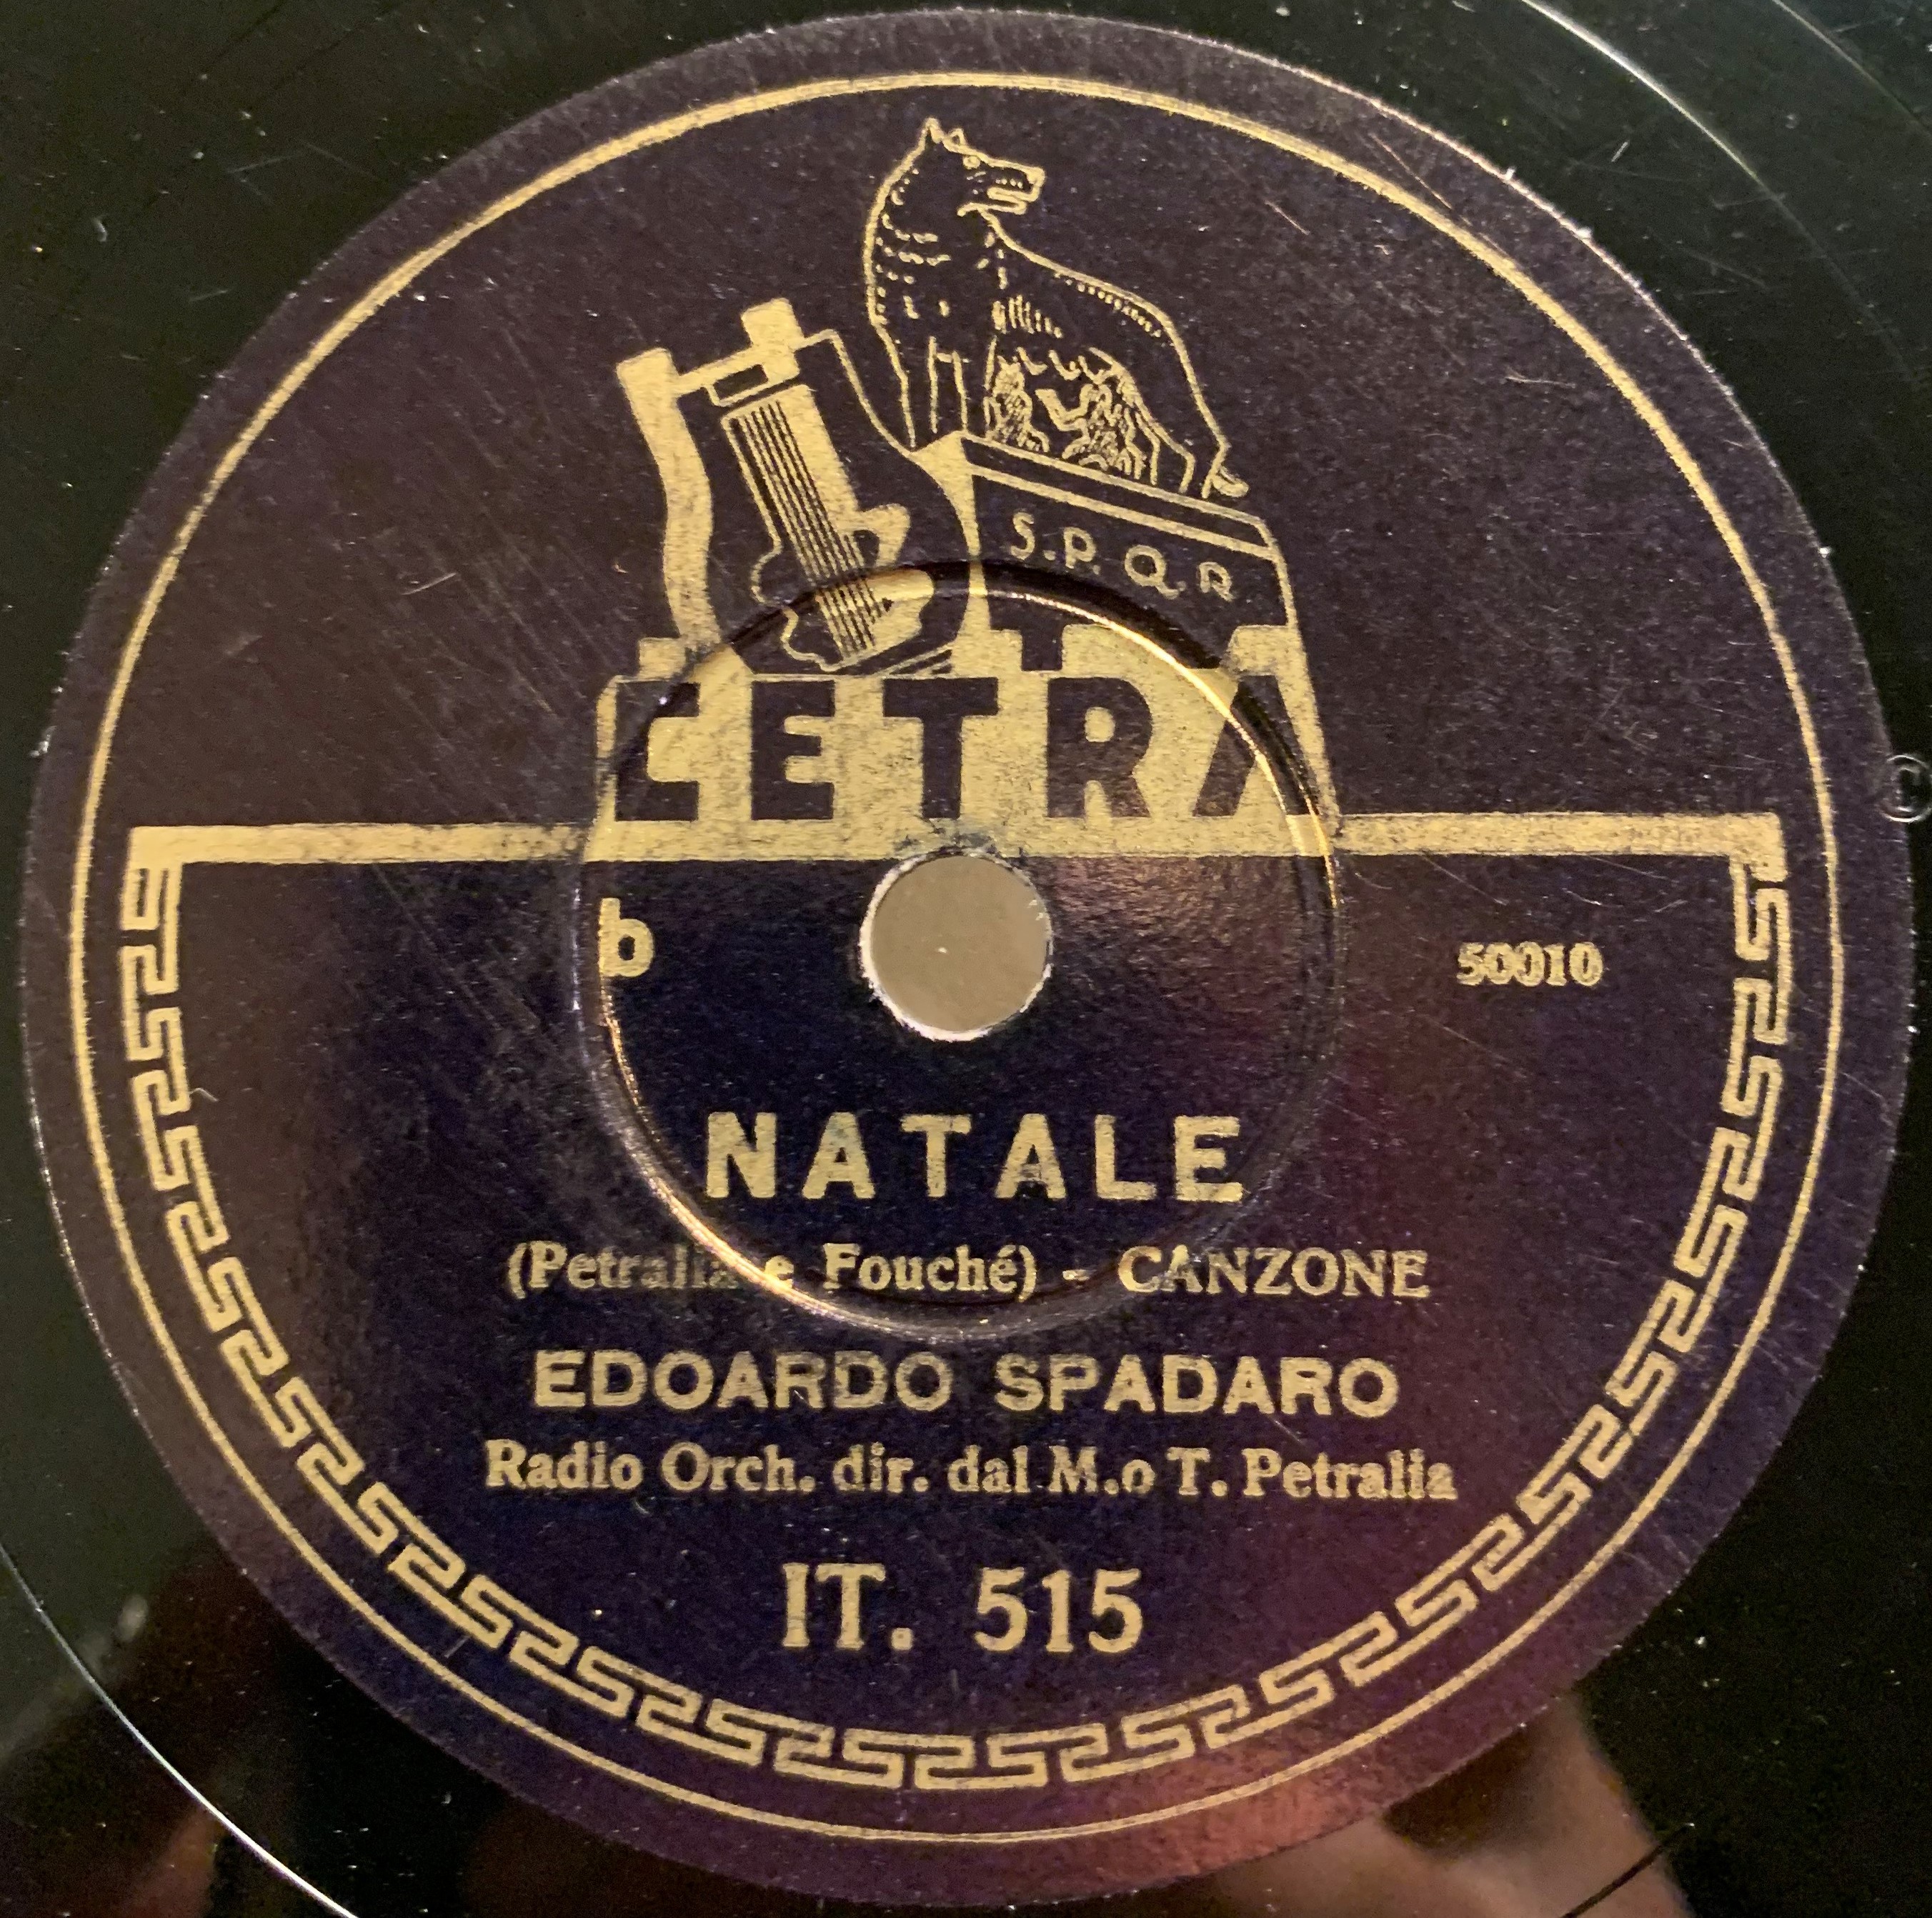 S.P.Q.R
CETRA
b
50010
NATALE
(Petralia e Fouché) - CANZONE
EDOARDO SPADARO
Radio Orch. dir. dal M.o T. Petralia
IT. 515
©